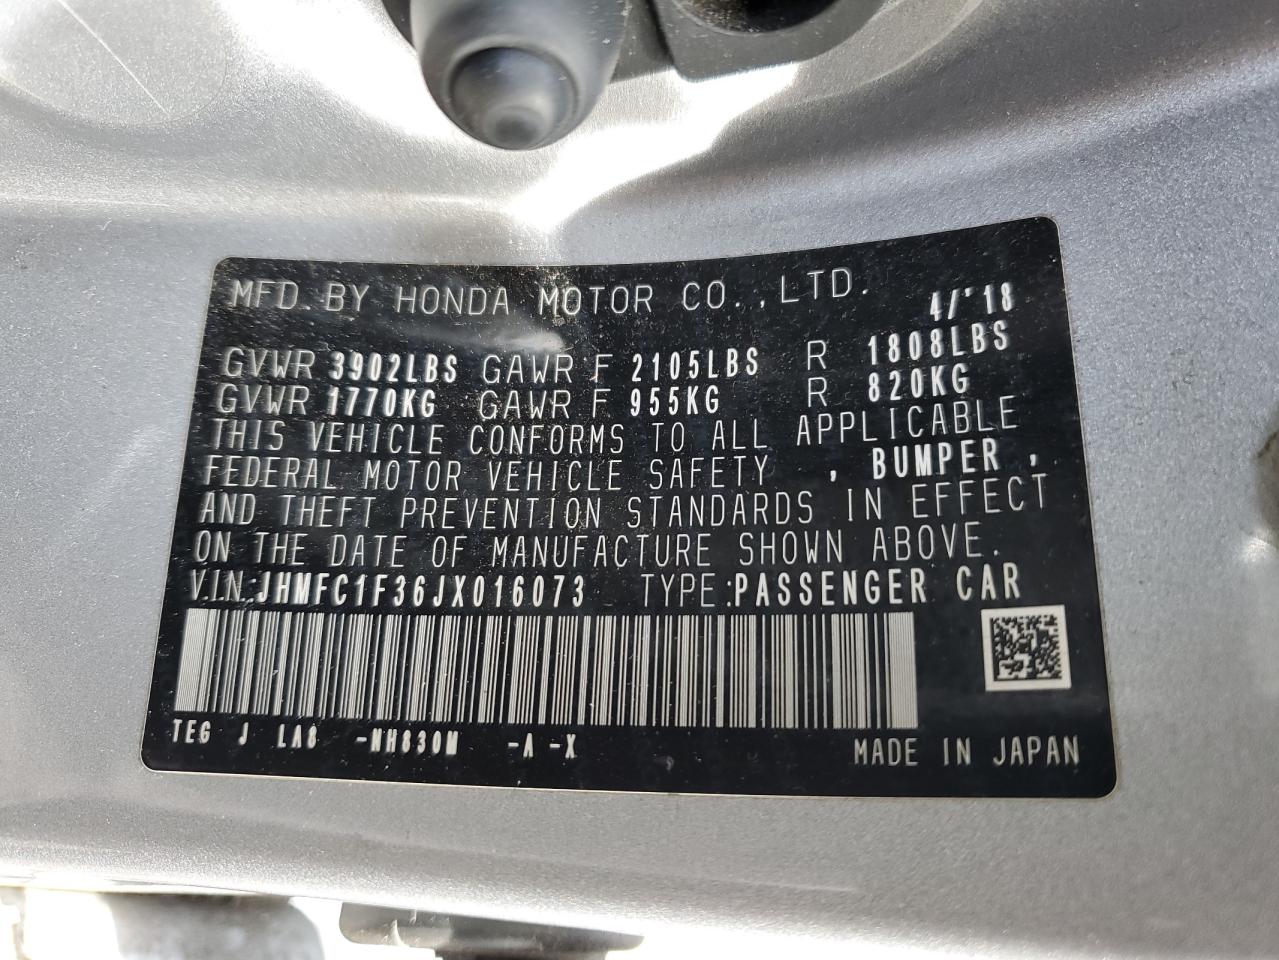 MFD. BY HONDA MOTOR CO., LTD. 4/'18
GVWR 3902LBS GAWR F 2105LBS R 1808LBS
GVWR 1770KG GAWR F 955KG R 820KG
THIS VEHICLE CONFORMS TO ALL APPLICABLE
FEDERAL MOTOR VEHICLE SAFETY , BUMPER ,
AND THEFT PREVENTION STANDARDS IN EFFECT
ON THE DATE OF MANUFACTURE SHOWN ABOVE.
V.I.N.:JHMFC1F36JX016073 TYPE:PASSENGER CAR
TEG J LA8 -NH830M -A -X MADE IN JAPAN